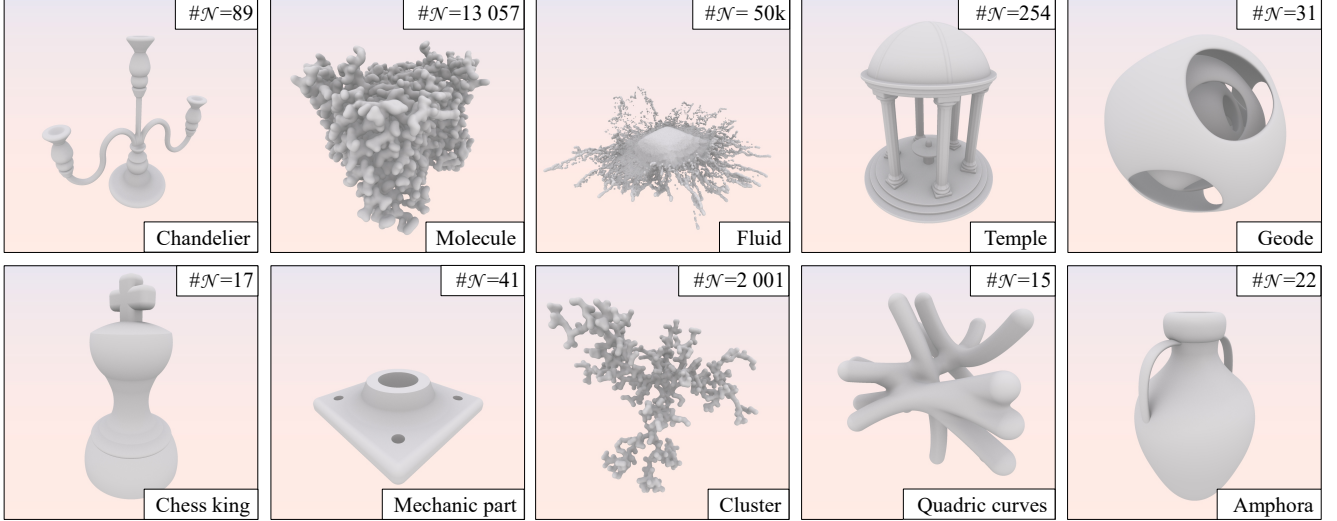 #𝒩=89
Chandelier
#𝒩=13 057
Molecule
#𝒩= 50k
Fluid
#𝒩=254
Temple
#𝒩=31
Geode
#𝒩=17
Chess king
#𝒩=41
Mechanic part
#𝒩=2 001
Cluster
#𝒩=15
Quadric curves
#𝒩=22
Amphora